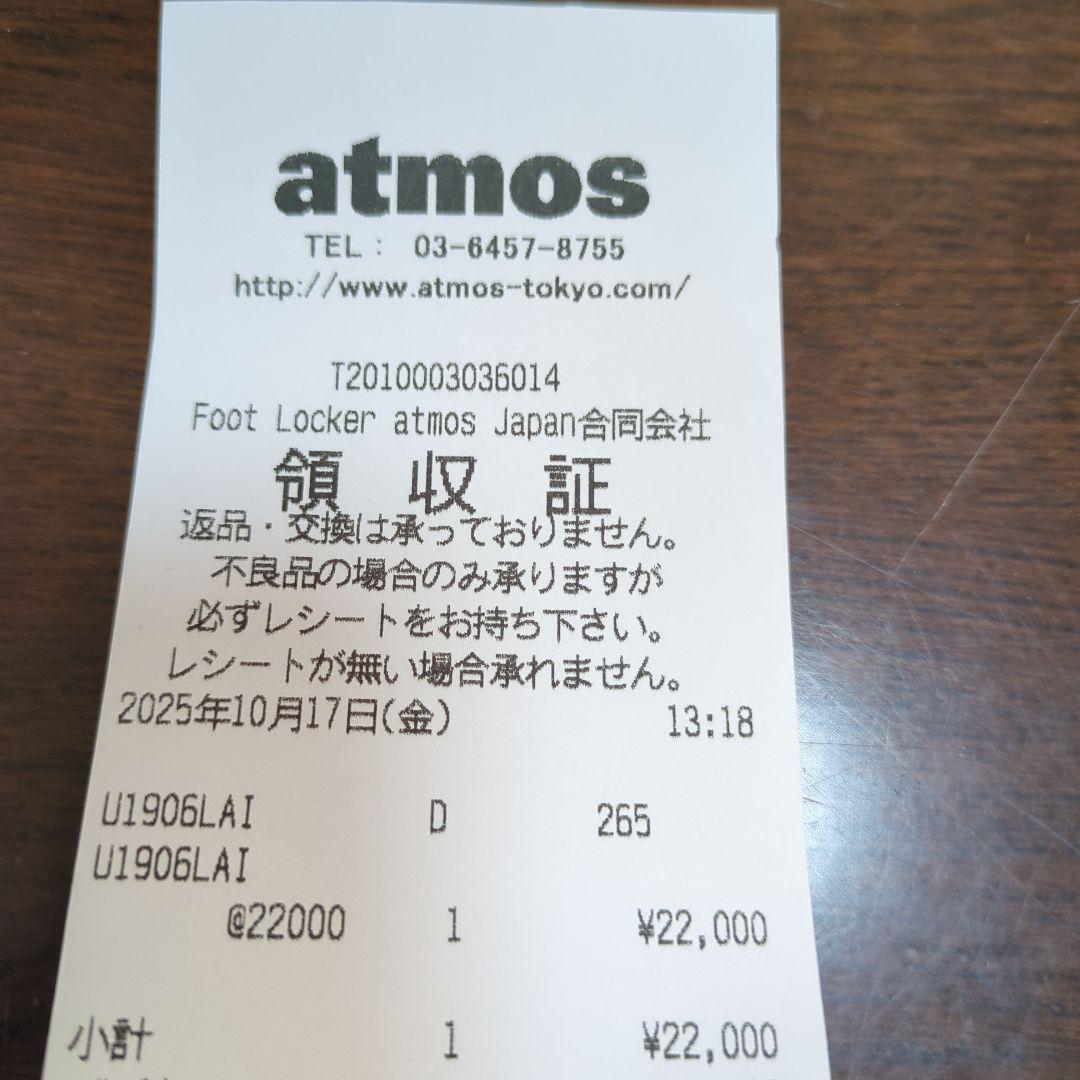 atmos
TEL： 03-6457-8755
http://www.atmos-tokyo.com/
T2010003036014
Foot Locker atmos Japan合同会社
領 収 証
返品・交換は承っておりません。
不良品の場合のみ承りますが
必ずレシートをお持ち下さい。
レシートが無い場合承れません。
2025年10月17日(金) 13:18
U1906LAI D 265
U1906LAI
@22000 1 ¥22,000
小計 1 ¥22,000